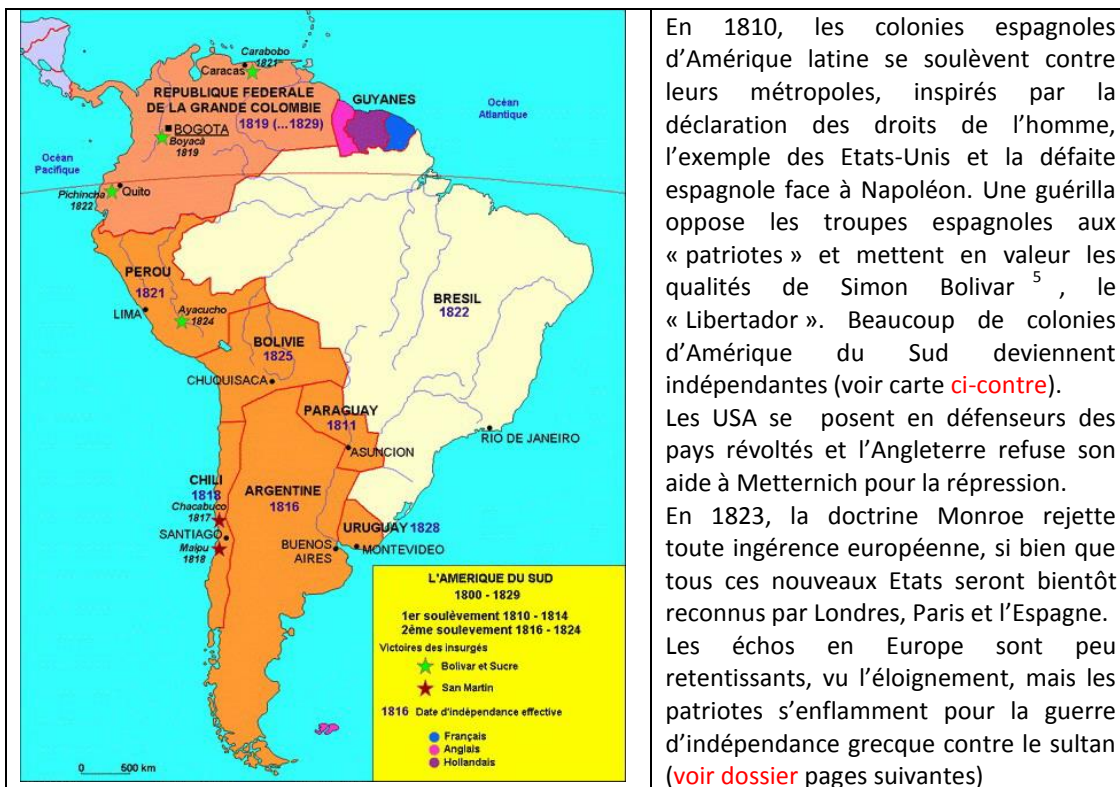 Carabobo
1821
Caracas
REPUBLIQUE FEDERALE
DE LA GRANDE COLOMBIE
1819 (...1829)
GUYANES
Océan
Atlantique
BOGOTA
Boyacà
1819
Océan
Pacifique
Pichincha
1822
Quito
PEROU
1821
LIMA
Ayacucho
1824
BRESIL
1822
BOLIVIE
1825
CHUQUISACA
PARAGUAY
1811
ASUNCION
RIO DE JANEIRO
CHILI
1818
Chacabuco
1817
ARGENTINE
1816
SANTIAGO
Maipu
1818
URUGUAY 1828
BUENOS
AIRES
MONTEVIDEO
L'AMERIQUE DU SUD
1800 - 1829
1er soulèvement 1810 - 1814
2ème soulevement 1816 - 1824
Victoires des insurgés
Bolivar et Sucre
San Martin
1816 Date d'indépendance effective
Français
Anglais
Hollandais
0 500 km
En 1810, les colonies espagnoles
d’Amérique latine se soulèvent contre
leurs métropoles, inspirés par la
déclaration des droits de l’homme,
l’exemple des Etats-Unis et la défaite
espagnole face à Napoléon. Une guérilla
oppose les troupes espagnoles aux
« patriotes » et mettent en valeur les
qualités de Simon Bolivar 5 , le
« Libertador ». Beaucoup de colonies
d’Amérique du Sud deviennent
indépendantes (voir carte ci-contre).
Les USA se posent en défenseurs des
pays révoltés et l’Angleterre refuse son
aide à Metternich pour la répression.
En 1823, la doctrine Monroe rejette
toute ingérence européenne, si bien que
tous ces nouveaux Etats seront bientôt
reconnus par Londres, Paris et l’Espagne.
Les échos en Europe sont peu
retentissants, vu l’éloignement, mais les
patriotes s’enflamment pour la guerre
d’indépendance grecque contre le sultan
(voir dossier pages suivantes)